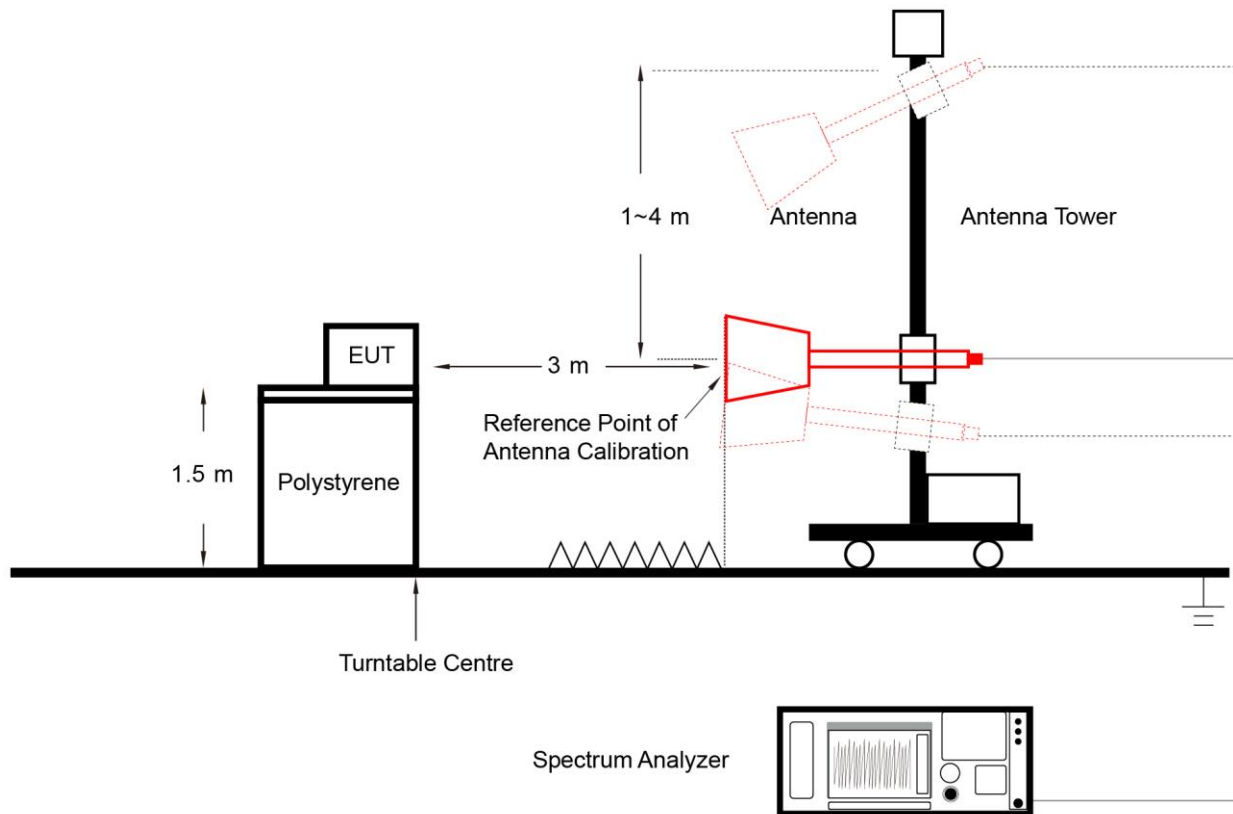 1~4 m
Antenna
Antenna Tower
EUT
3 m
Reference Point of
Antenna Calibration
1.5 m
Polystyrene
Turntable Centre
Spectrum Analyzer